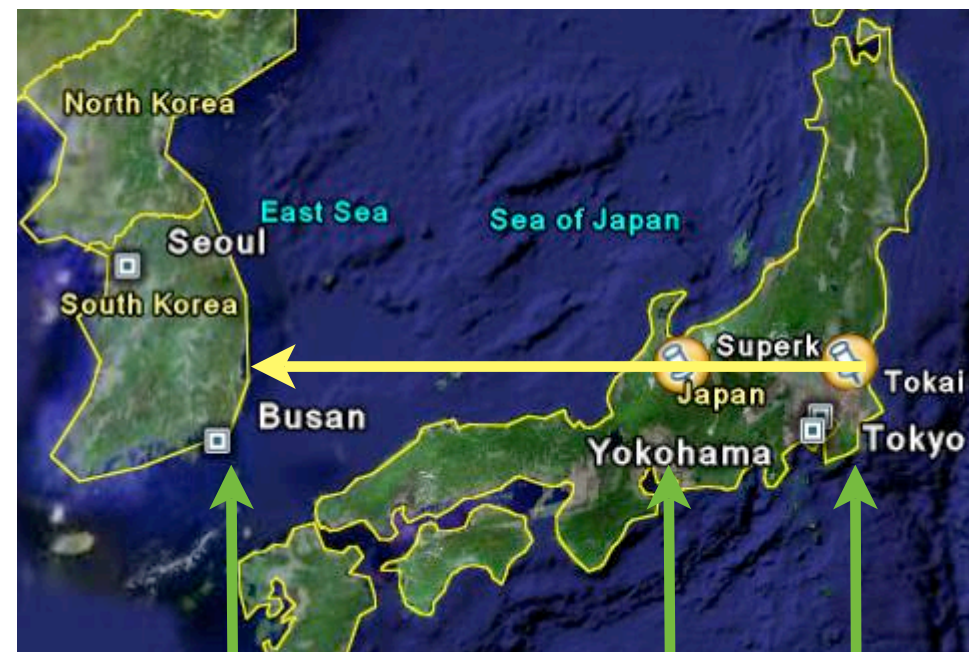 North Korea
East Sea
Sea of Japan
Seoul
South Korea
Superk
Tokai
Japan
Busan
Yokohama
Tokyo